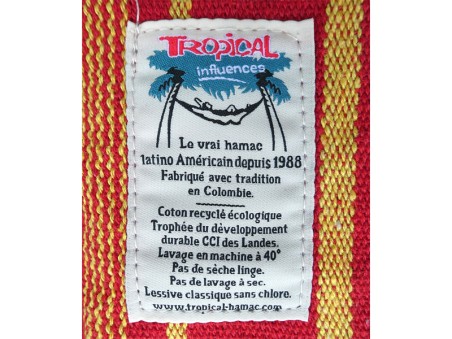 TROPICAL
influences
Le vrai hamac
latino Américain depuis 1988
Fabriqué avec tradition
en Colombie.
Coton recyclé écologique
Trophée du développement
durable CCI des Landes.
Lavage en machine à 40°
Pas de sèche linge.
Pas de lavage à sec.
Lessive classique sans chlore.
www.tropical-hamac.com